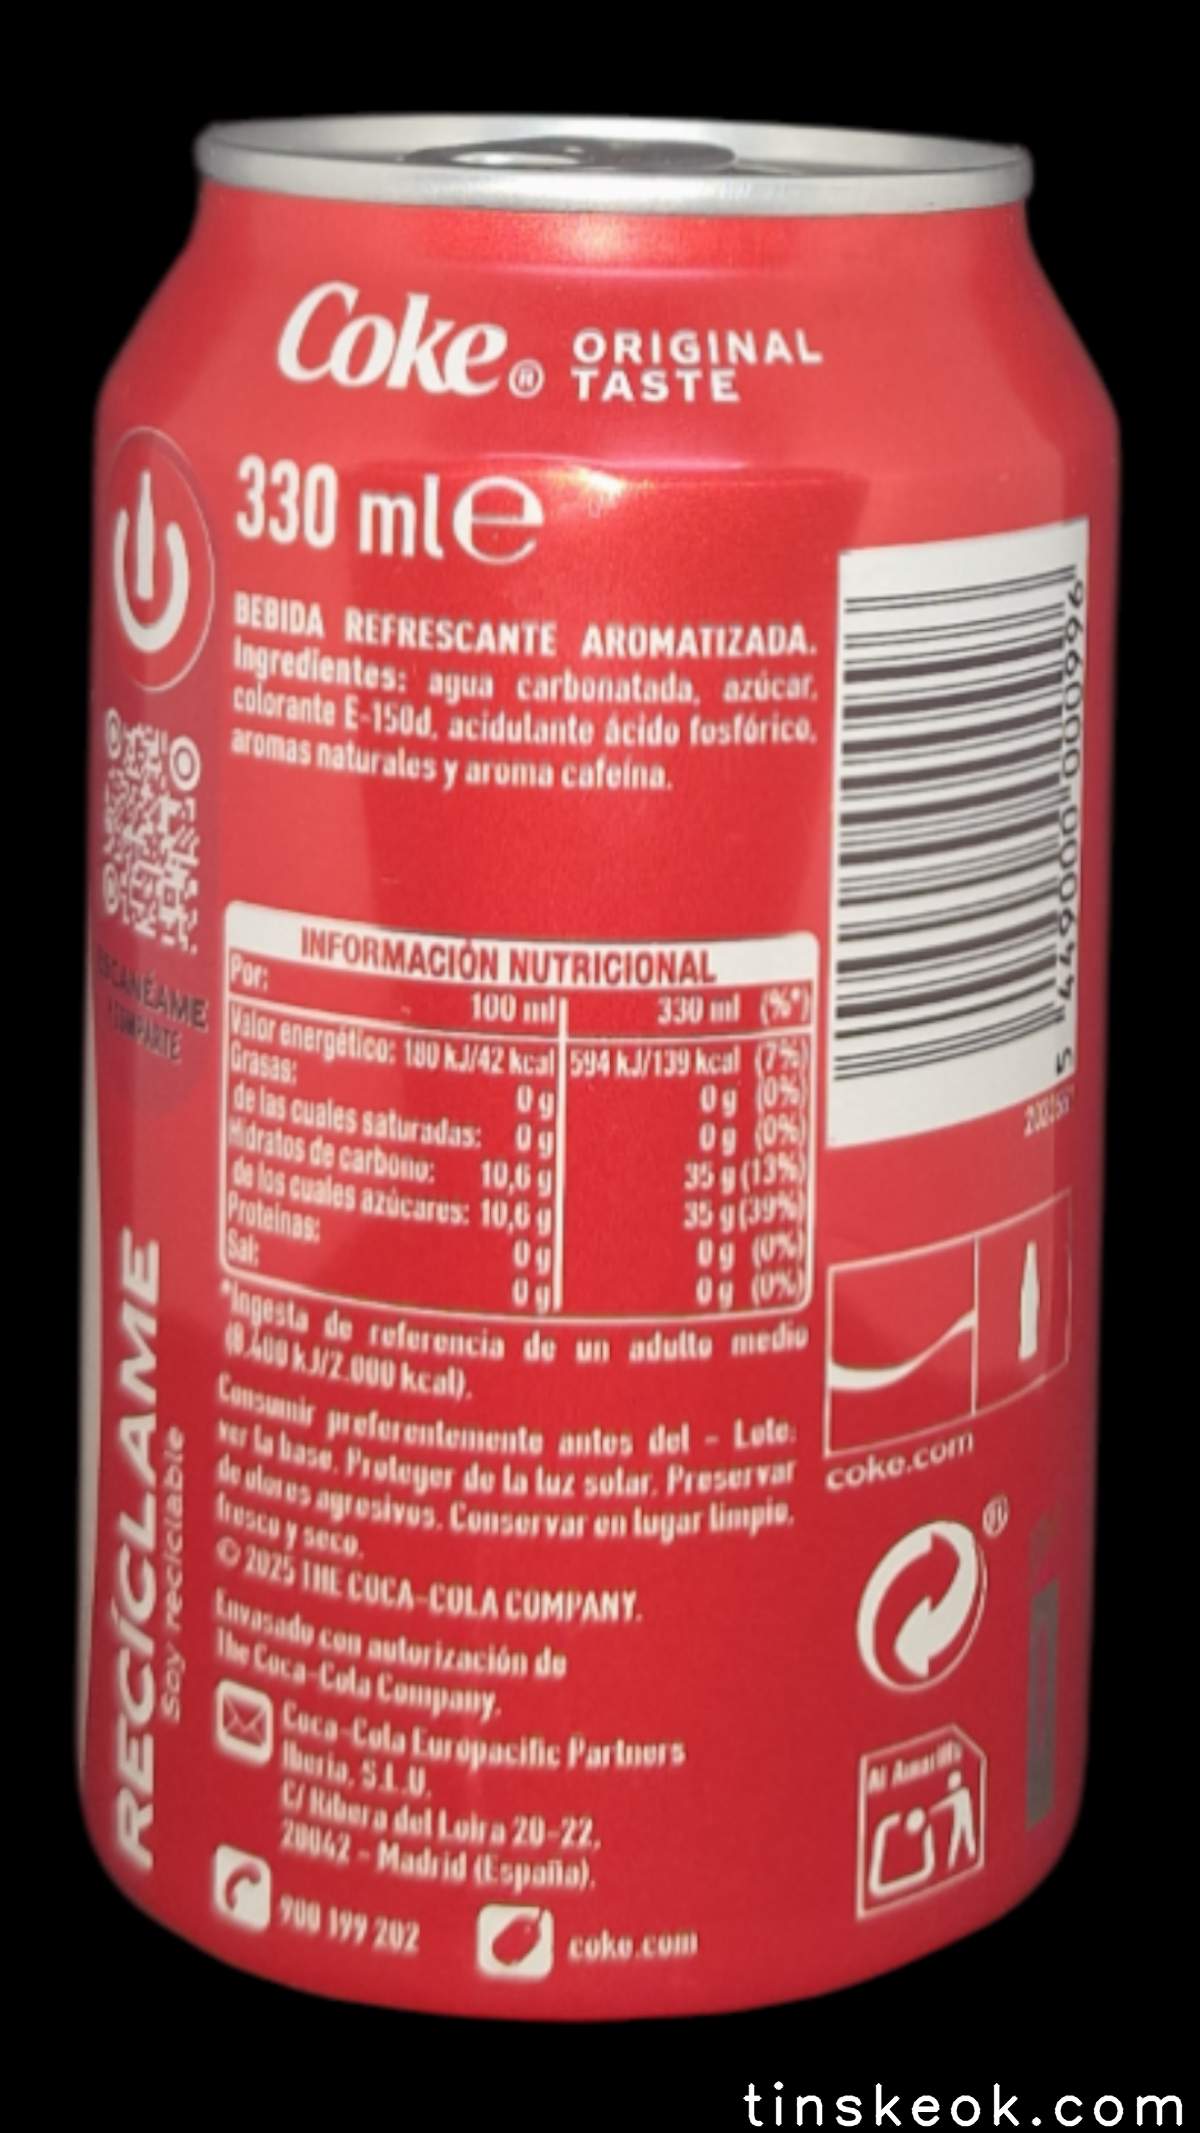 Coke® ORIGINAL
TASTE
330 ml e
BEBIDA REFRESCANTE AROMATIZADA.
Ingredientes: agua carbonatada, azúcar,
colorante E-150d, acidulante ácido fosfórico,
aromas naturales y aroma cafeína.
INFORMACIÓN NUTRICIONAL
Por: 100 ml 330 ml (%*)
Valor energético: 180 kJ/42 kcal 594 kJ/139 kcal (7%)
Grasas: 0 g 0 g (0%)
de las cuales saturadas: 0 g 0 g (0%)
Hidratos de carbono: 10,6 g 35 g (13%)
de los cuales azúcares: 10,6 g 35 g (39%)
Proteínas: 0 g 0 g (0%)
Sal: 0 g 0 g (0%)
*Ingesta de referencia de un adulto medio
(8.400 kJ/2.000 kcal).
Consumir preferentemente antes del - Lote:
ver la base. Proteger de la luz solar. Preservar
de olores agresivos. Conservar en lugar limpio,
fresco y seco.
© 2025 THE COCA-COLA COMPANY.
Envasado con autorización de
The Coca-Cola Company.
Coca-Cola Europacific Partners
Iberia, S.L.U.
C/ Ribera del Loira 20-22,
28042 - Madrid (España).
900 199 202
coke.com
ESCANÉAME
Y COMPARTE
RECÍCLAME
Soy reciclable
5 449000 000996
coke.com
tinskeok.com